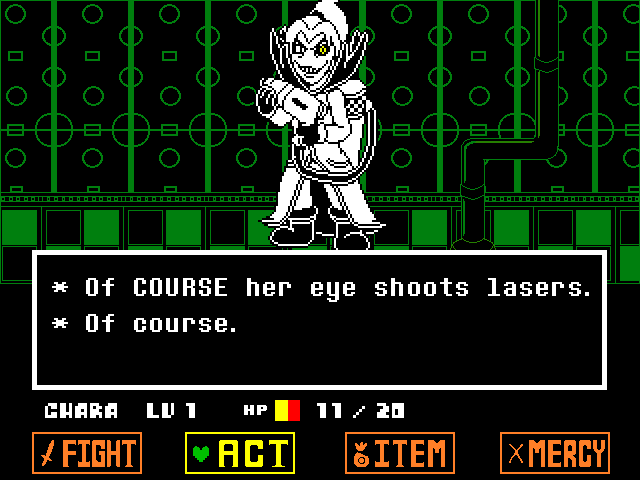 * Of COURSE her eye shoots lasers.
* Of course.
CHARA LV 1 HP 11 / 20
FIGHT ACT ITEM MERCY